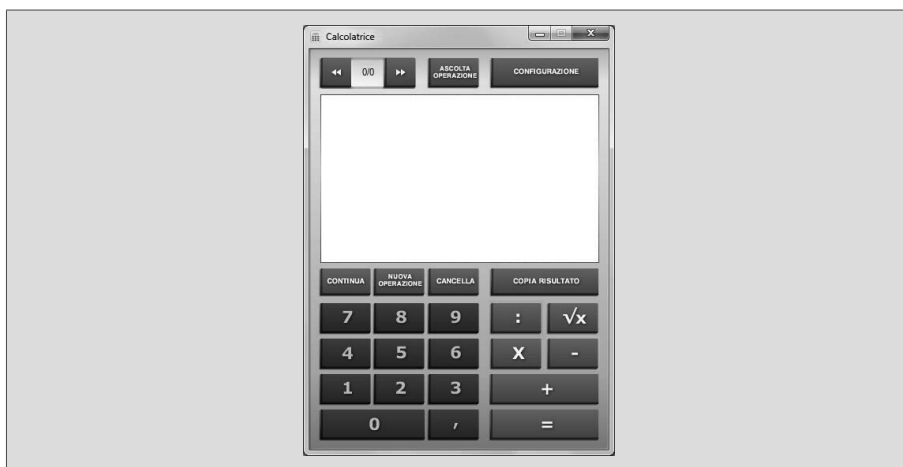 Calcolatrice
0/0
ASCOLTA
OPERAZIONE
CONFIGURAZIONE
CONTINUA
NUOVA
OPERAZIONE
CANCELLA
COPIA RISULTATO
7 8 9 : √x
4 5 6 X -
1 2 3 +
0 , =